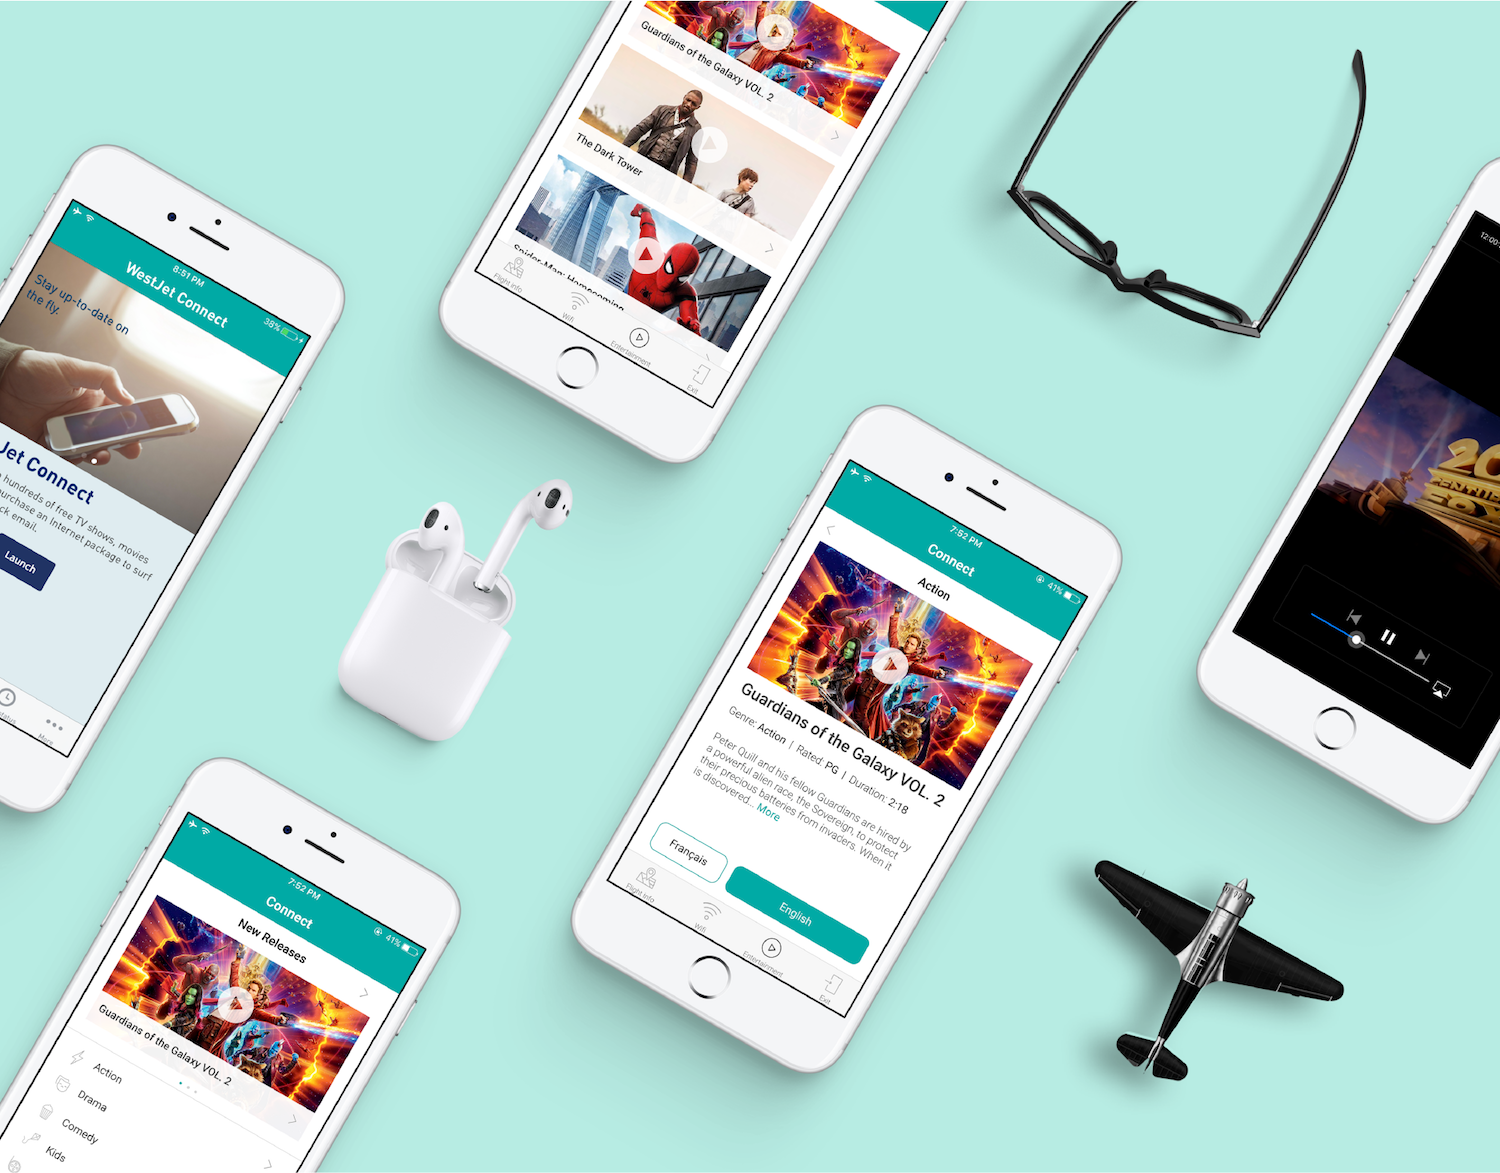 Guardians of the Galaxy VOL. 2
The Dark Tower
Spider-Man: Homecoming
Flight info
Wifi
Entertainment
Exit
8:51 PM
WestJet Connect
38%
Stay up-to-date on
the fly.
Jet Connect
hundreds of free TV shows, movies
purchase an Internet package to surf
ck email.
Launch
status
More
7:52 PM
Connect
41%
Action
Guardians of the Galaxy VOL. 2
Genre: Action | Rated: PG | Duration: 2:18
Peter Quill and his fellow Guardians are hired by
a powerful alien race, the Sovereign, to protect
their precious batteries from invaders. When it
is discovered... More
Français
English
Flight Info
Wifi
Entertainment
Exit
12:00
20
CENTURY
FOX
7:52 PM
Connect
41%
New Releases
Guardians of the Galaxy VOL. 2
Action
Drama
Comedy
Kids